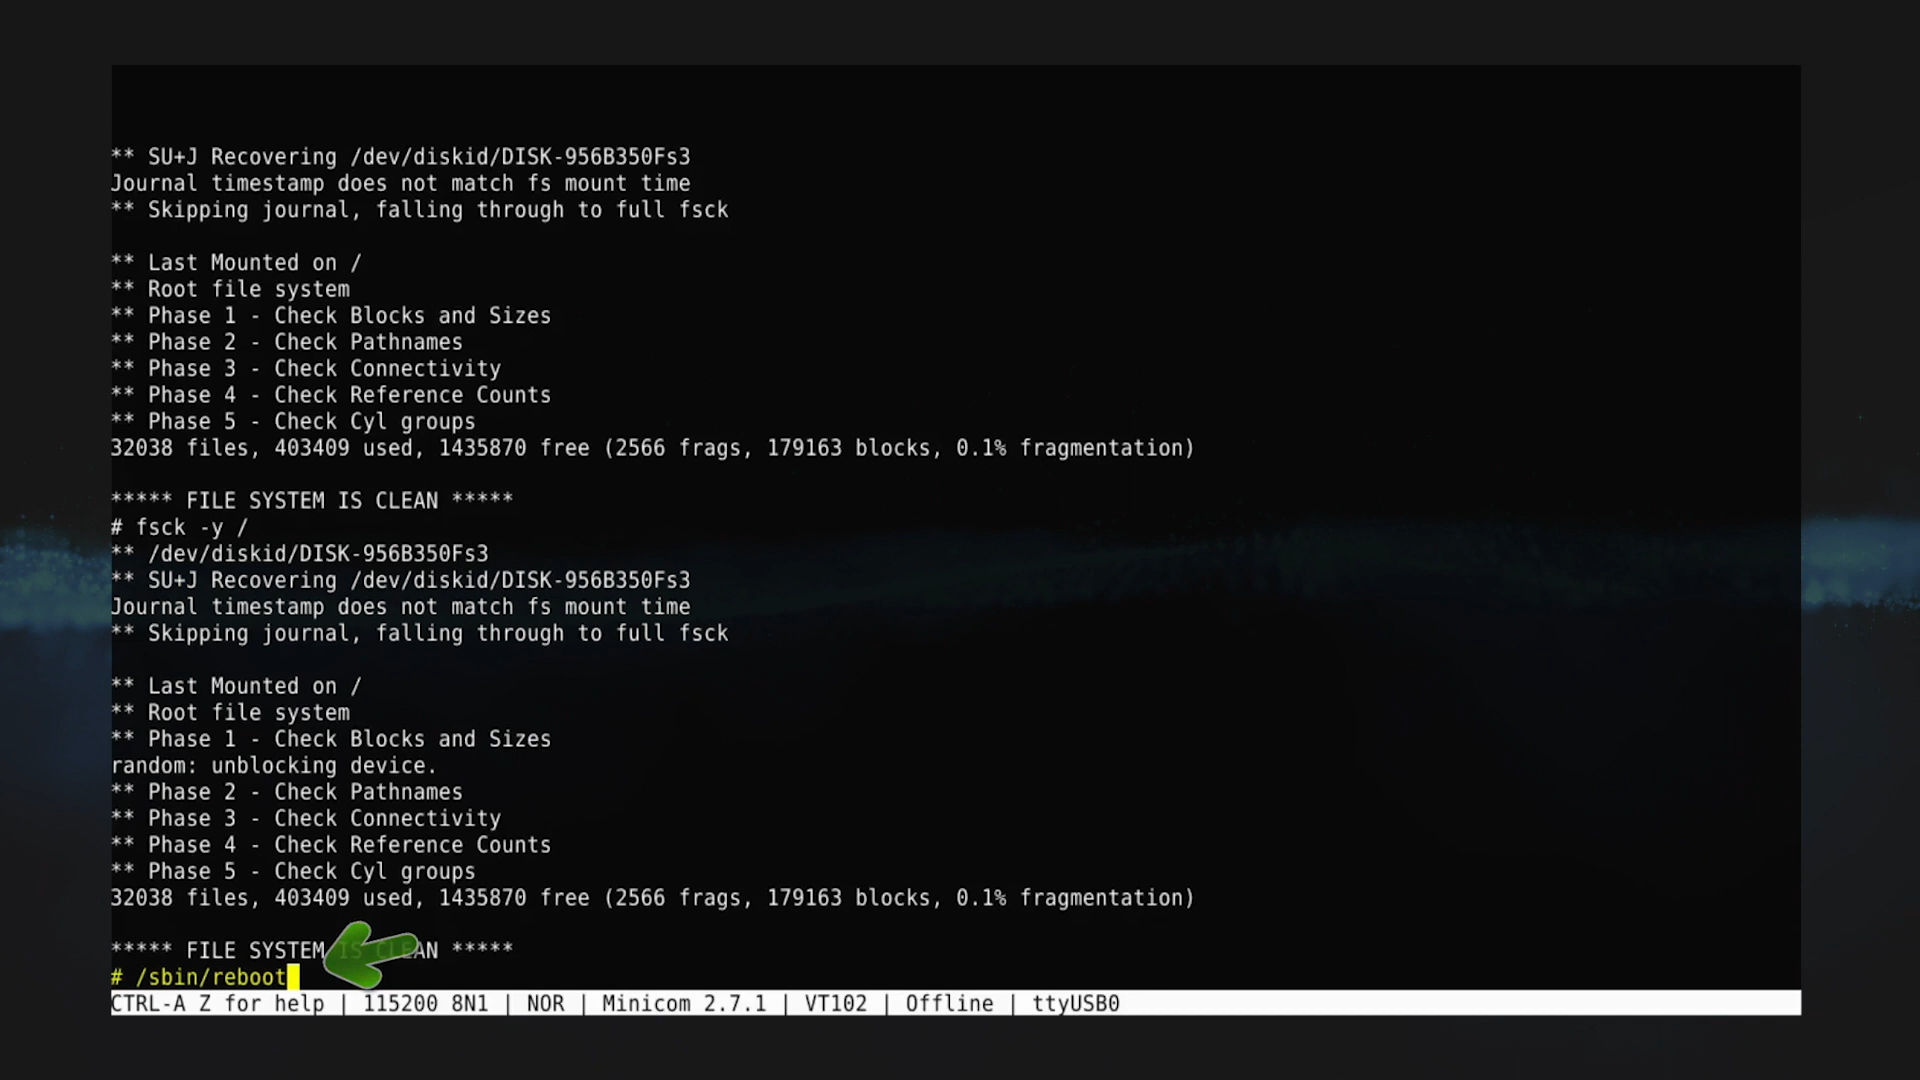 ** SU+J Recovering /dev/diskid/DISK-956B350Fs3
Journal timestamp does not match fs mount time
** Skipping journal, falling through to full fsck
** Last Mounted on /
** Root file system
** Phase 1 - Check Blocks and Sizes
** Phase 2 - Check Pathnames
** Phase 3 - Check Connectivity
** Phase 4 - Check Reference Counts
** Phase 5 - Check Cyl groups
32038 files, 403409 used, 1435870 free (2566 frags, 179163 blocks, 0.1% fragmentation)
***** FILE SYSTEM IS CLEAN *****
# fsck -y /
** /dev/diskid/DISK-956B350Fs3
** SU+J Recovering /dev/diskid/DISK-956B350Fs3
Journal timestamp does not match fs mount time
** Skipping journal, falling through to full fsck
** Last Mounted on /
** Root file system
** Phase 1 - Check Blocks and Sizes
random: unblocking device.
** Phase 2 - Check Pathnames
** Phase 3 - Check Connectivity
** Phase 4 - Check Reference Counts
** Phase 5 - Check Cyl groups
32038 files, 403409 used, 1435870 free (2566 frags, 179163 blocks, 0.1% fragmentation)
***** FILE SYSTEM IS CLEAN *****
# /sbin/reboot
CTRL-A Z for help | 115200 8N1 | NOR | Minicom 2.7.1 | VT102 | Offline | ttyUSB0